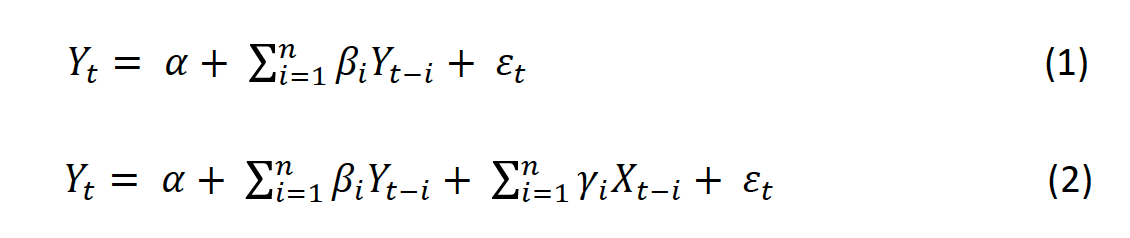 Y_t = α + ∑_{i=1}^{n} β_i Y_{t−i} + ε_t (1)
Y_t = α + ∑_{i=1}^{n} β_i Y_{t−i} + ∑_{i=1}^{n} γ_i X_{t−i} + ε_t (2)